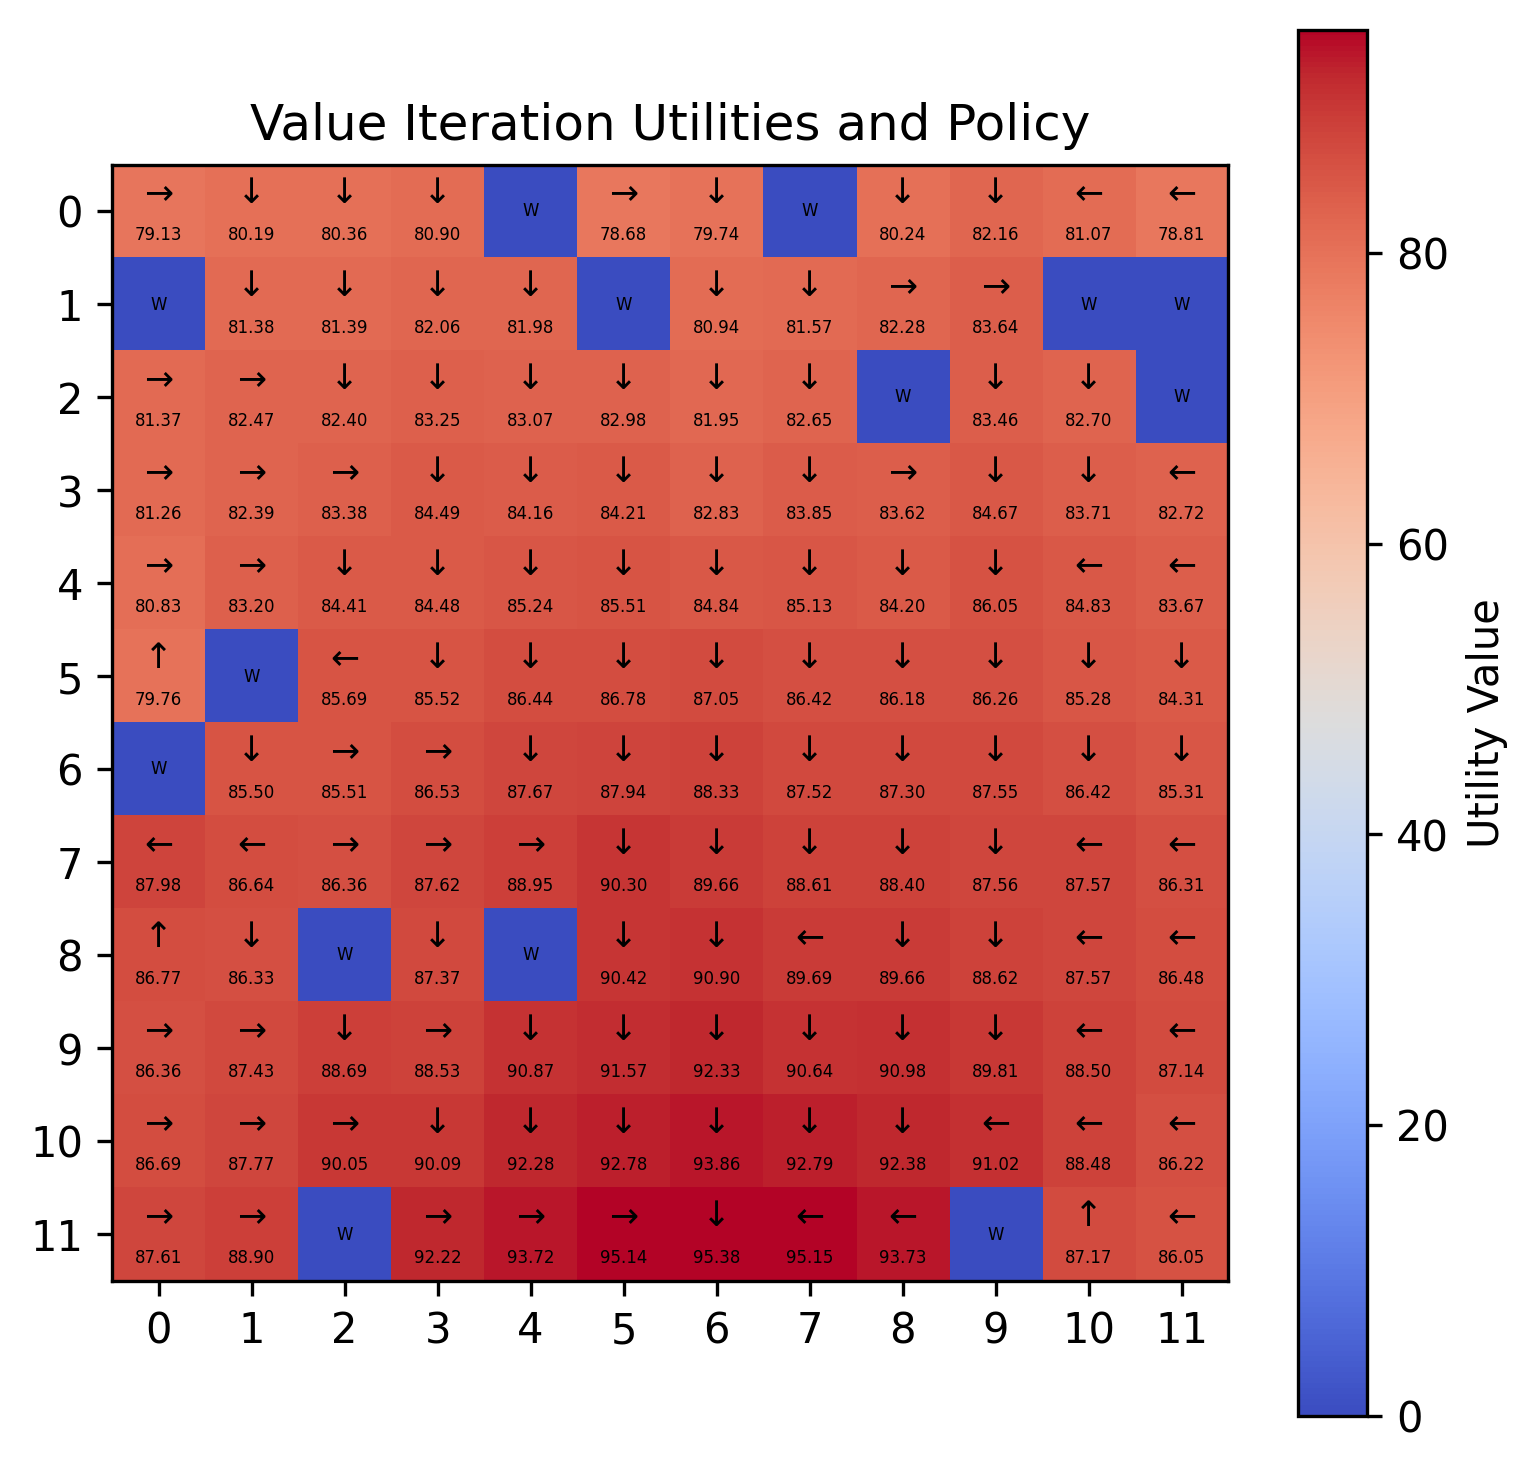 Value Iteration Utilities and Policy
0 → ↓ ↓ ↓ W → ↓ W ↓ ↓ ← ←
79.13 80.19 80.36 80.90 78.68 79.74 80.24 82.16 81.07 78.81
1 W ↓ ↓ ↓ ↓ W ↓ ↓ → → W W
81.38 81.39 82.06 81.98 80.94 81.57 82.28 83.64
2 → → ↓ ↓ ↓ ↓ ↓ ↓ W ↓ ↓ W
81.37 82.47 82.40 83.25 83.07 82.98 81.95 82.65 83.46 82.70
3 → → → ↓ ↓ ↓ ↓ ↓ → ↓ ↓ ←
81.26 82.39 83.38 84.49 84.16 84.21 82.83 83.85 83.62 84.67 83.71 82.72
4 → → ↓ ↓ ↓ ↓ ↓ ↓ ↓ ↓ ← ←
80.83 83.20 84.41 84.48 85.24 85.51 84.84 85.13 84.20 86.05 84.83 83.67
5 ↑ W ← ↓ ↓ ↓ ↓ ↓ ↓ ↓ ↓ ↓
79.76 85.69 85.52 86.44 86.78 87.05 86.42 86.18 86.26 85.28 84.31
6 W ↓ → → ↓ ↓ ↓ ↓ ↓ ↓ ↓ ↓
85.50 85.51 86.53 87.67 87.94 88.33 87.52 87.30 87.55 86.42 85.31
7 ← ← → → → ↓ ↓ ↓ ↓ ↓ ← ←
87.98 86.64 86.36 87.62 88.95 90.30 89.66 88.61 88.40 87.56 87.57 86.31
8 ↑ ↓ W ↓ W ↓ ↓ ← ↓ ↓ ← ←
86.77 86.33 87.37 90.42 90.90 89.69 89.66 88.62 87.57 86.48
9 → → ↓ → ↓ ↓ ↓ ↓ ↓ ↓ ← ←
86.36 87.43 88.69 88.53 90.87 91.57 92.33 90.64 90.98 89.81 88.50 87.14
10 → → → ↓ ↓ ↓ ↓ ↓ ↓ ← ← ←
86.69 87.77 90.05 90.09 92.28 92.78 93.86 92.79 92.38 91.02 88.48 86.22
11 → → W → → → ↓ ← ← W ↑ ←
87.61 88.90 92.22 93.72 95.14 95.38 95.15 93.73 87.17 86.05
0 1 2 3 4 5 6 7 8 9 10 11
80
60
40
20
0
Utility Value